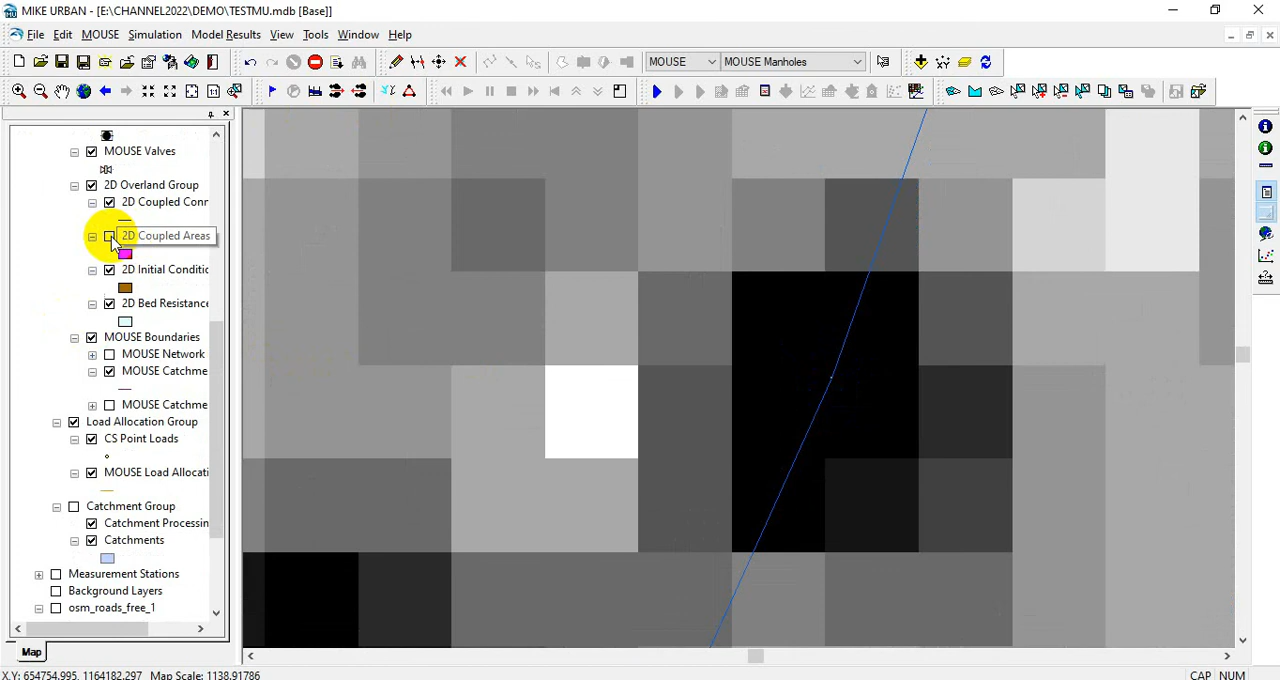 MIKE URBAN - [E:\CHANNEL2022\DEMO\TESTMU.mdb [Base]]
File Edit MOUSE Simulation Model Results View Tools Window Help
MOUSE MOUSE Manholes
MOUSE Valves
2D Overland Group
2D Coupled Conn
2D Coupled Areas
2D Initial Conditic
2D Bed Resistance
MOUSE Boundaries
MOUSE Network
MOUSE Catchme
MOUSE Catchme
Load Allocation Group
CS Point Loads
MOUSE Load Allocati
Catchment Group
Catchment Processin
Catchments
Measurement Stations
Background Layers
osm_roads_free_1
Map
X.Y: 654754.995, 1164182.297 Map Scale: 1138.91786
CAP NUM